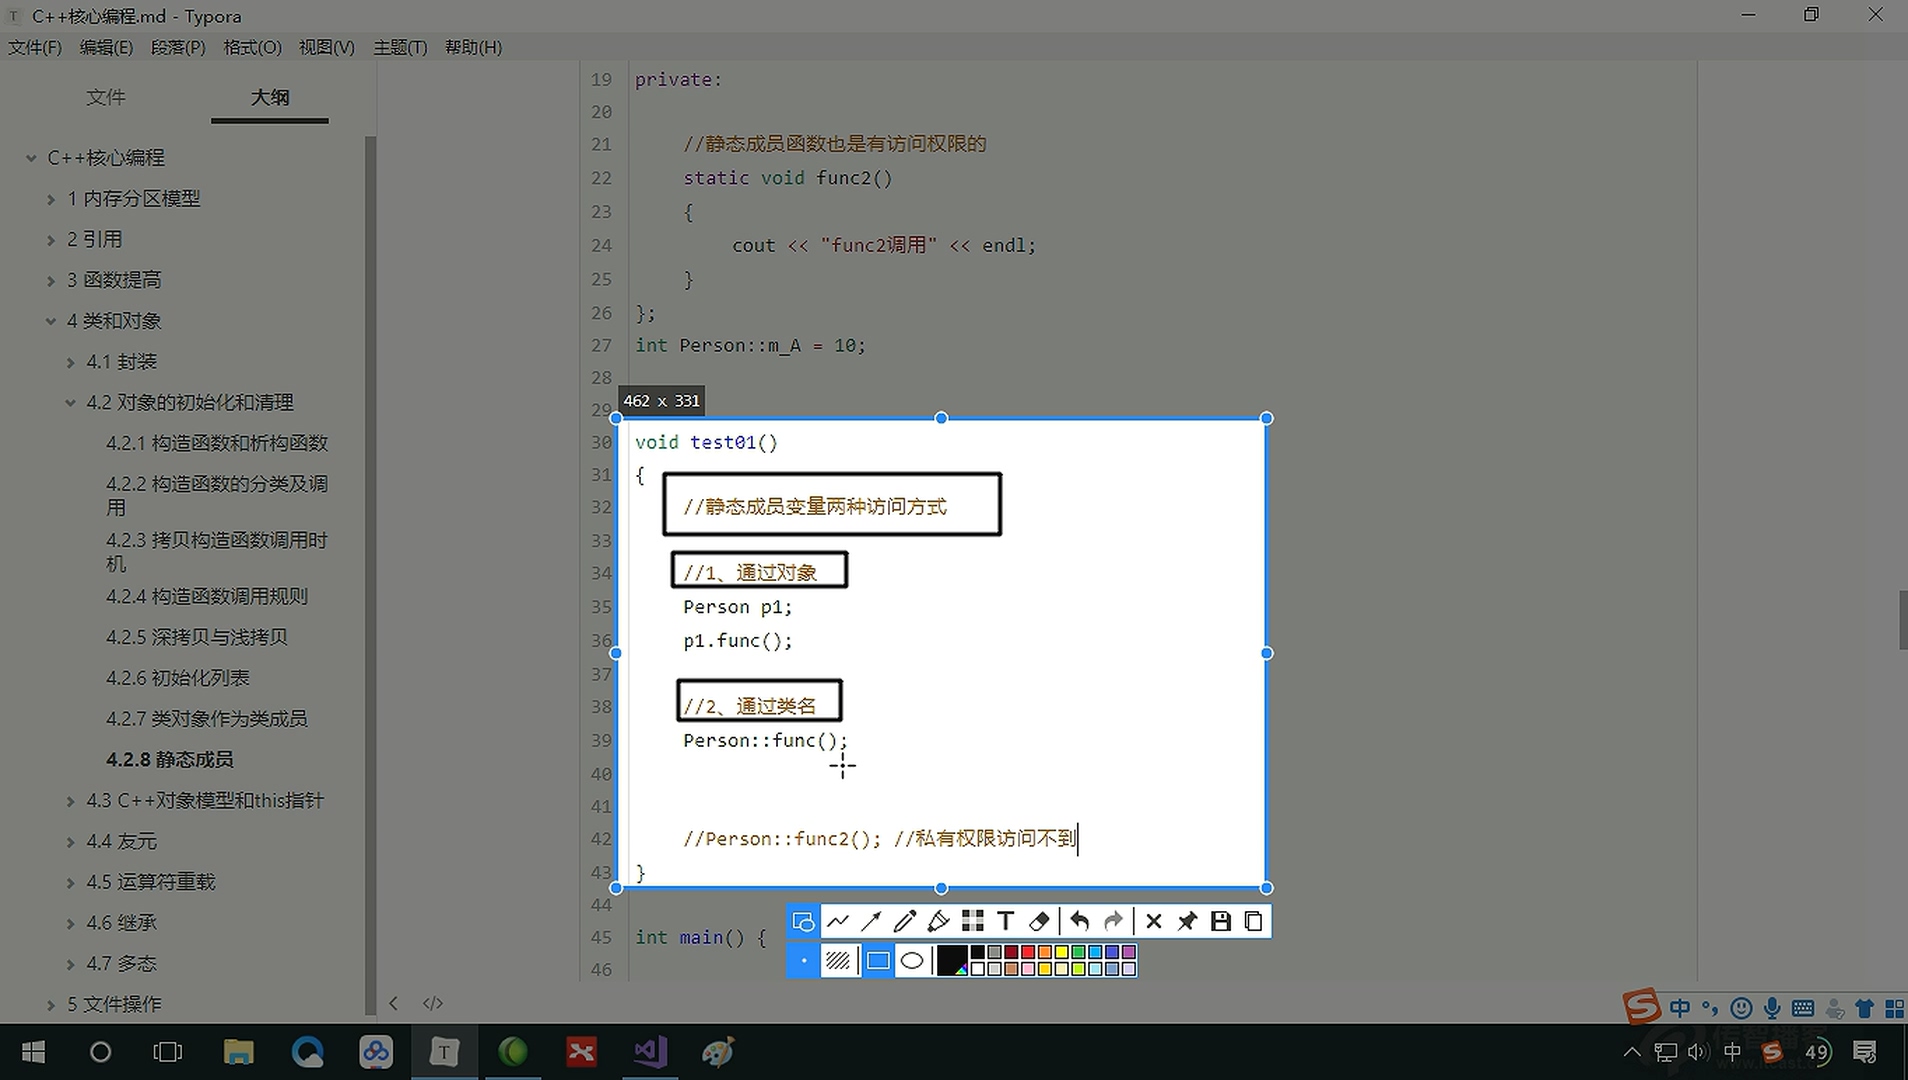 C++核心编程.md - Typora
文件(F) 编辑(E) 段落(P) 格式(O) 视图(V) 主题(T) 帮助(H)
文件 大纲
C++核心编程
1 内存分区模型
2 引用
3 函数提高
4 类和对象
4.1 封装
4.2 对象的初始化和清理
4.2.1 构造函数和析构函数
4.2.2 构造函数的分类及调
用
4.2.3 拷贝构造函数调用时
机
4.2.4 构造函数调用规则
4.2.5 深拷贝与浅拷贝
4.2.6 初始化列表
4.2.7 类对象作为类成员
4.2.8 静态成员
4.3 C++对象模型和this指针
4.4 友元
4.5 运算符重载
4.6 继承
4.7 多态
5 文件操作
19 private:
20
21 //静态成员函数也是有访问权限的
22 static void func2()
23 {
24 cout << "func2调用" << endl;
25 }
26 };
27 int Person::m_A = 10;
28
462 x 331
29
30 void test01()
31 {
32 //静态成员变量两种访问方式
33
34 //1、通过对象
35 Person p1;
36 p1.func();
37
38 //2、通过类名
39 Person::func();
40
41
42 //Person::func2(); //私有权限访问不到
43 }
44
45 int main() {
46
中
中
49